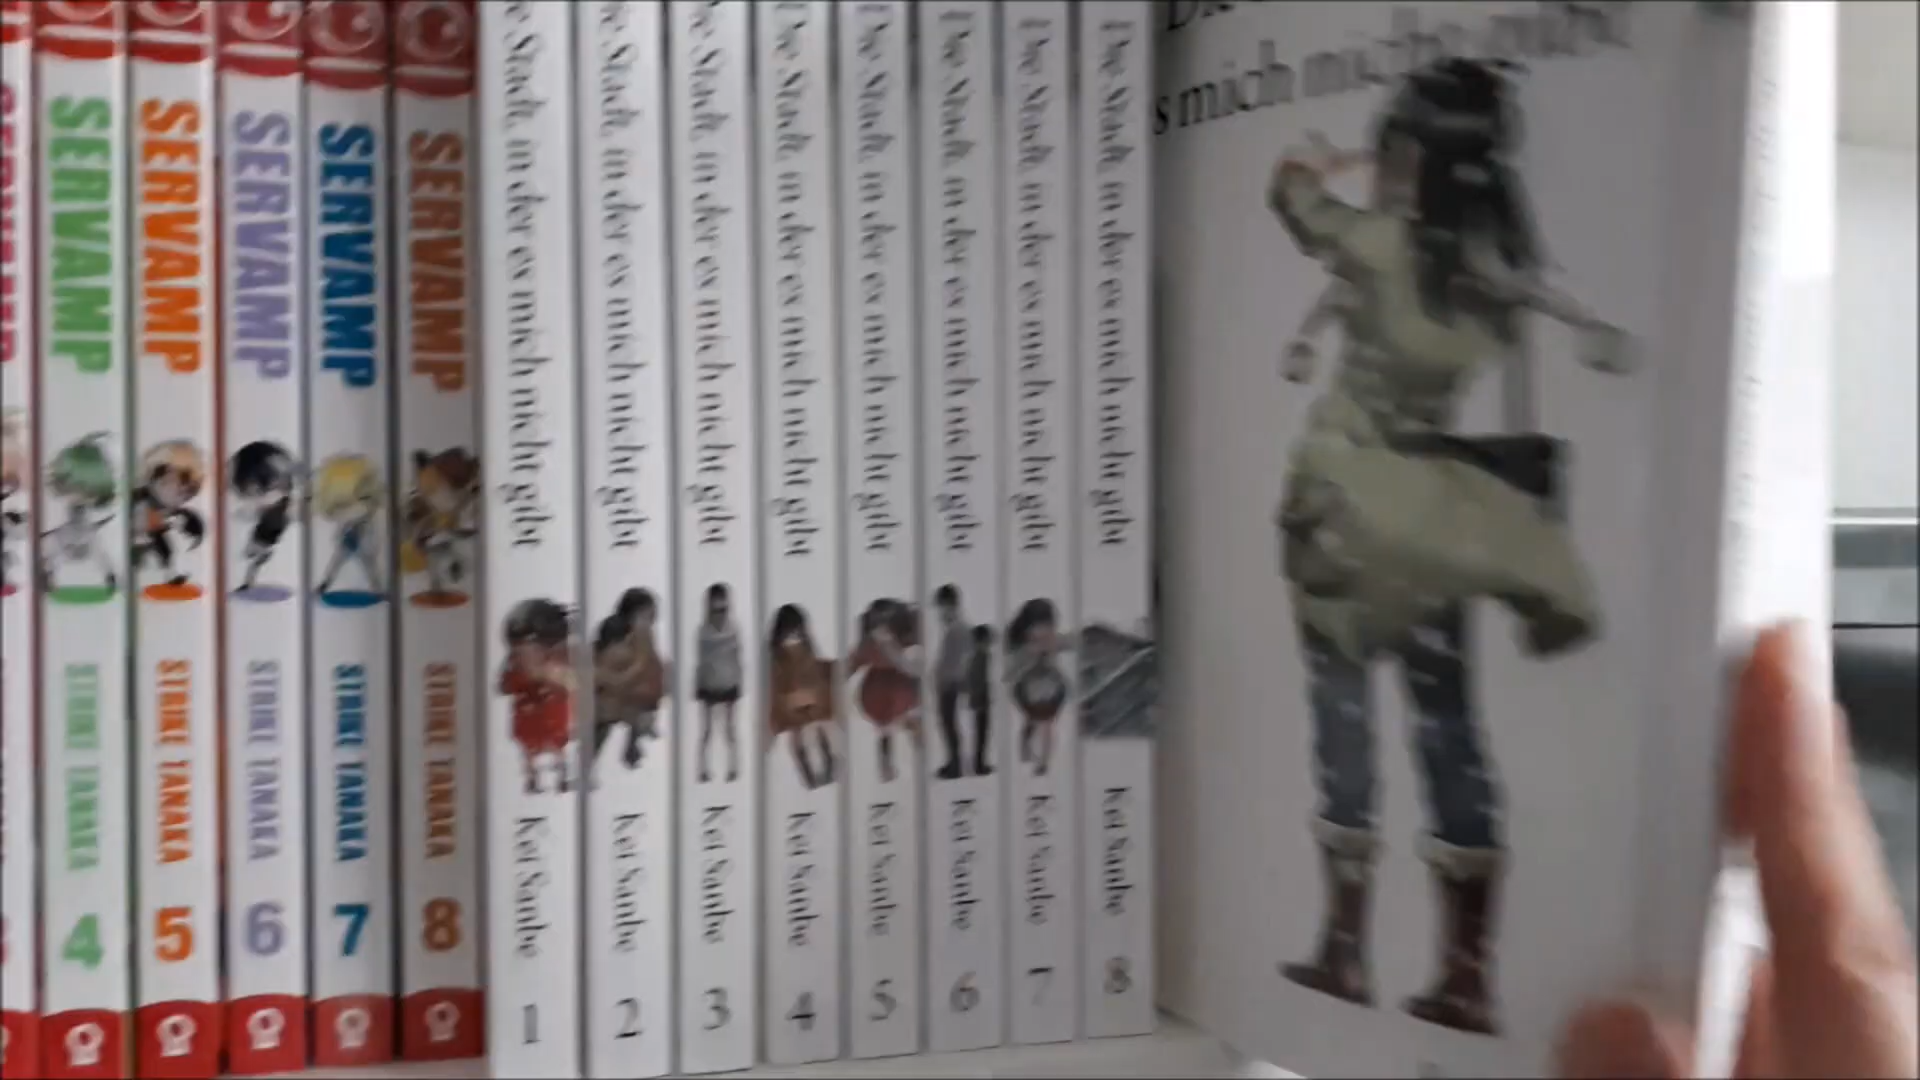 SERVAMP STRIKE TANAKA 4
SERVAMP STRIKE TANAKA 5
SERVAMP STRIKE TANAKA 6
SERVAMP STRIKE TANAKA 7
SERVAMP STRIKE TANAKA 8
Die Stadt, in der es mich nicht gibt Kei Sanbe 1
Die Stadt, in der es mich nicht gibt Kei Sanbe 2
Die Stadt, in der es mich nicht gibt Kei Sanbe 3
Die Stadt, in der es mich nicht gibt Kei Sanbe 4
Die Stadt, in der es mich nicht gibt Kei Sanbe 5
Die Stadt, in der es mich nicht gibt Kei Sanbe 6
Die Stadt, in der es mich nicht gibt Kei Sanbe 7
Die Stadt, in der es mich nicht gibt Kei Sanbe 8
s mich nicht